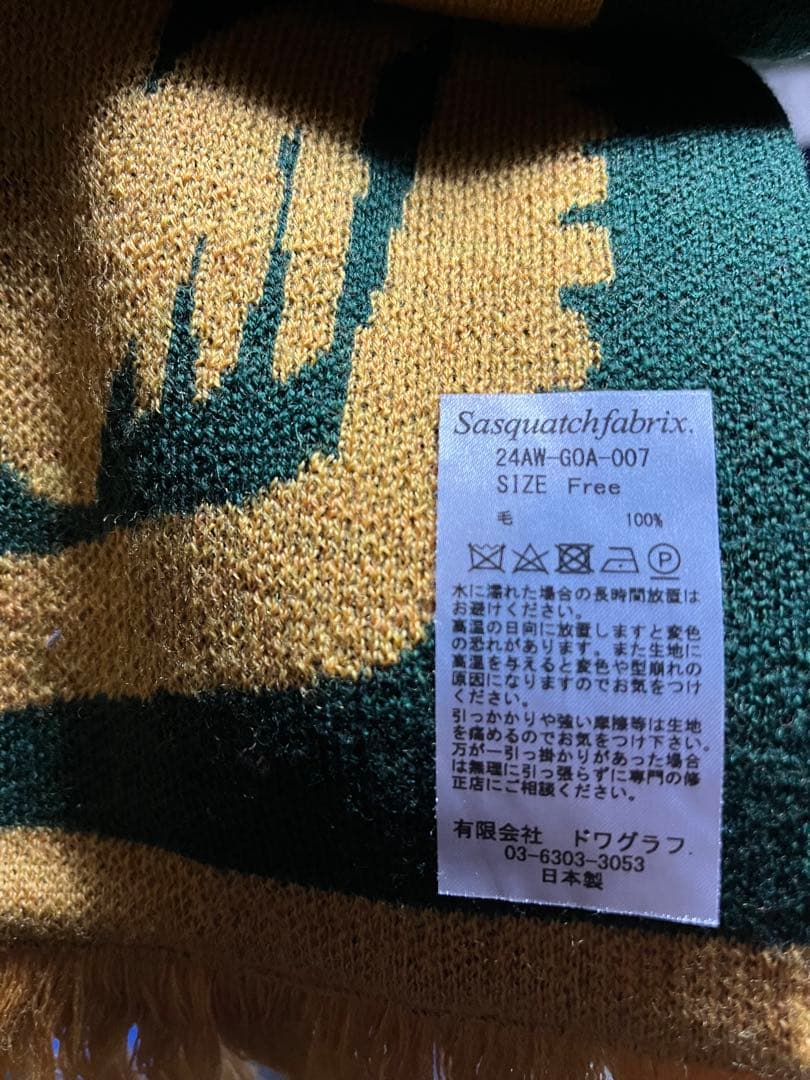 Sasquatchfabrix.
24AW-GOA-007
SIZE Free
毛 100%
P
水に濡れた場合の長時間放置は
お避けください。
高温の日向に放置しますと変色
の恐れがあります。また生地に
高温を与えると変色や型崩れの
原因になりますのでお気をつけ
ください。
引っかかりや強い摩擦等は生地
を痛めるのでお気をつけ下さい。
万が一引っ掛かりがあった場合
は無理に引っ張らずに専門の修
正店にご相談ください。
有限会社 ドワグラフ.
03-6303-3053
日本製